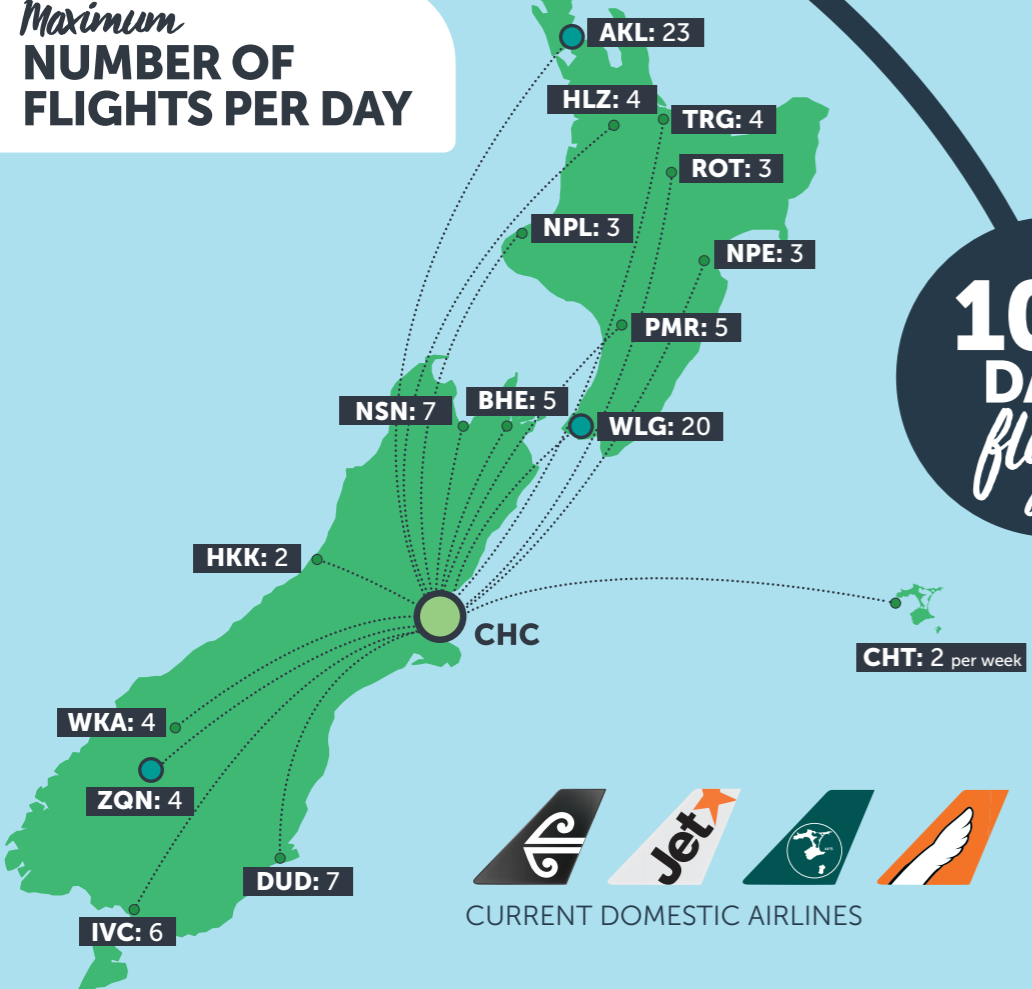 Maximum
NUMBER OF
FLIGHTS PER DAY
AKL: 23
HLZ: 4
TRG: 4
ROT: 3
NPL: 3
NPE: 3
PMR: 5
NSN: 7
BHE: 5
WLG: 20
HKK: 2
CHC
CHT: 2 per week
WKA: 4
ZQN: 4
DUD: 7
IVC: 6
Jet
CURRENT DOMESTIC AIRLINES